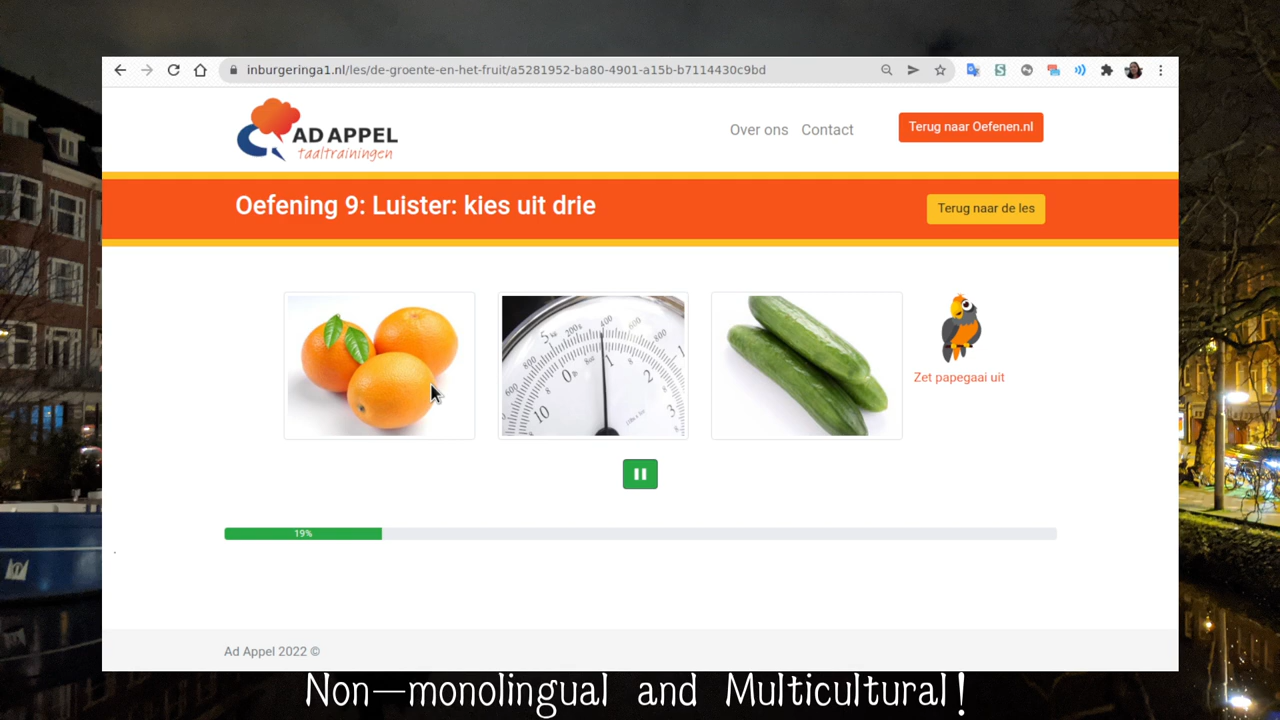 inburgeringa1.nl/les/de-groente-en-het-fruit/a5281952-ba80-4901-a15b-b7114430c9bd
AD APPEL
taaltrainingen
Over ons
Contact
Terug naar Oefenen.nl
Oefening 9: Luister: kies uit drie
Terug naar de les
Zet papegaai uit
19%
Ad Appel 2022 ©
Non—monolingual and Multicultural!